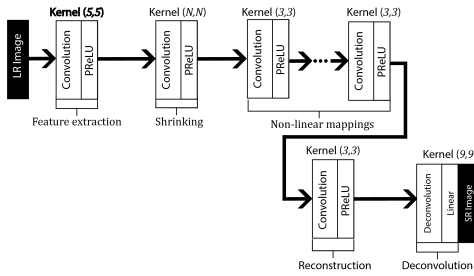 Kernel (5,5)
Kernel (N,N)
Kernel (3,3)
Kernel (3,3)
LR Image
Convolution
PReLU
Convolution
PReLU
Convolution
PReLU
Convolution
PReLU
Feature extraction
Shrinking
Non-linear mappings
Kernel (3,3)
Kernel (9,9
Convolution
PReLU
Deconvolution
Linear
SR Image
Reconstruction
Deconvolution